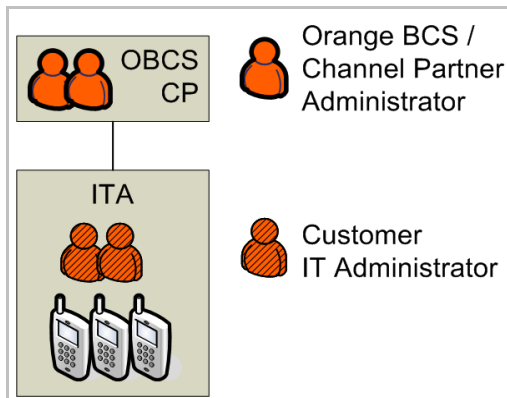 OBCS
CP
Orange BCS /
Channel Partner
Administrator
ITA
Customer
IT Administrator